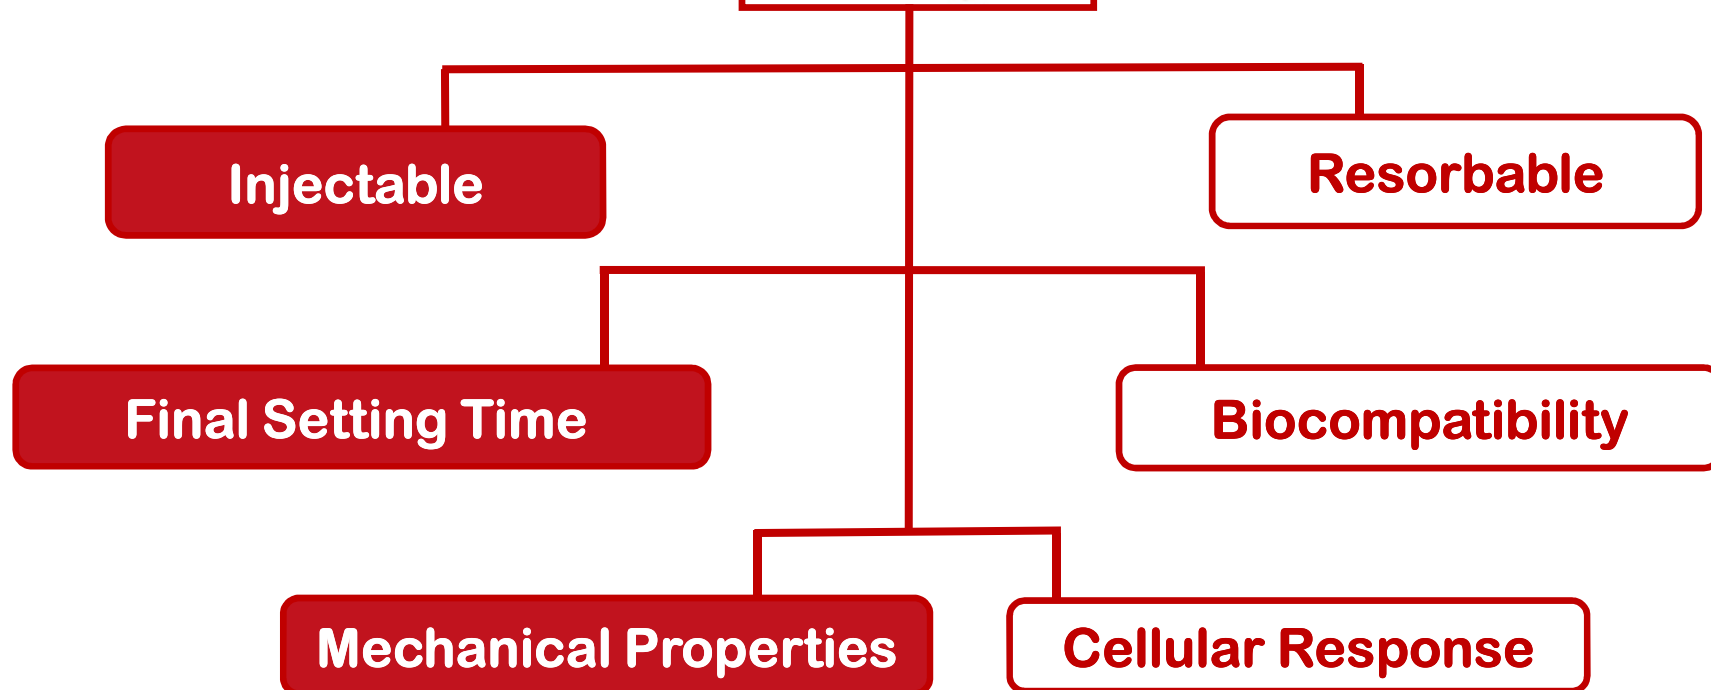 Injectable
Resorbable
Final Setting Time
Biocompatibility
Mechanical Properties
Cellular Response